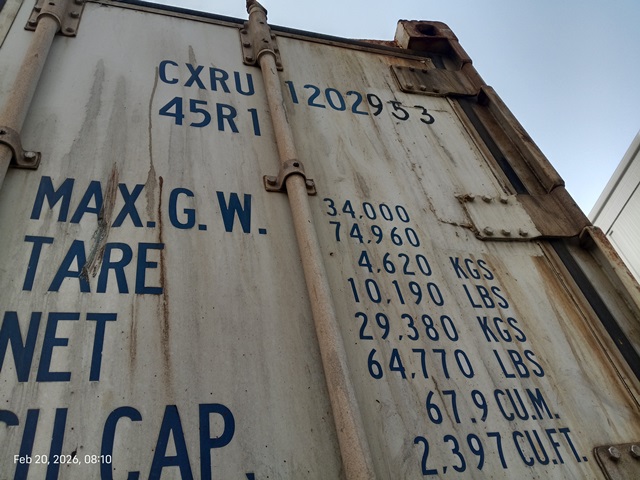 CXRU 1202953
45R1
MAX. G. W. 34,000
74,960
TARE 4,620 KGS
10,190 LBS
NET 29,380 KGS
64,770 LBS
CU. CAP. 67.9 CU.M.
2,397 CU.FT.
Feb 20, 2026, 08:10